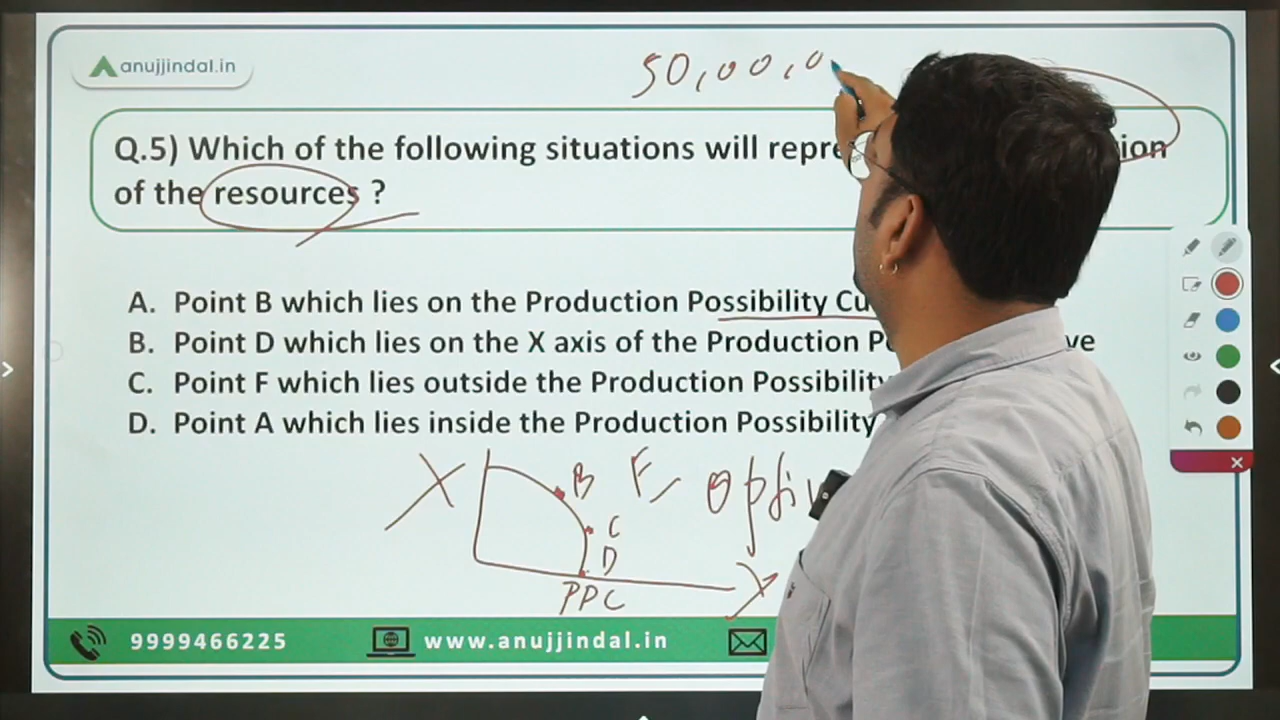 anujjindal.in
50,00,0
Q.5) Which of the following situations will
of the resources ?
A. Point B which lies on the Production Possibility
B. Point D which lies on the X axis of the Production
C. Point F which lies outside the Production Possibility
D. Point A which lies inside the Production Possibility
X
B F
C
D
PPC
9999466225 www.anujjindal.in